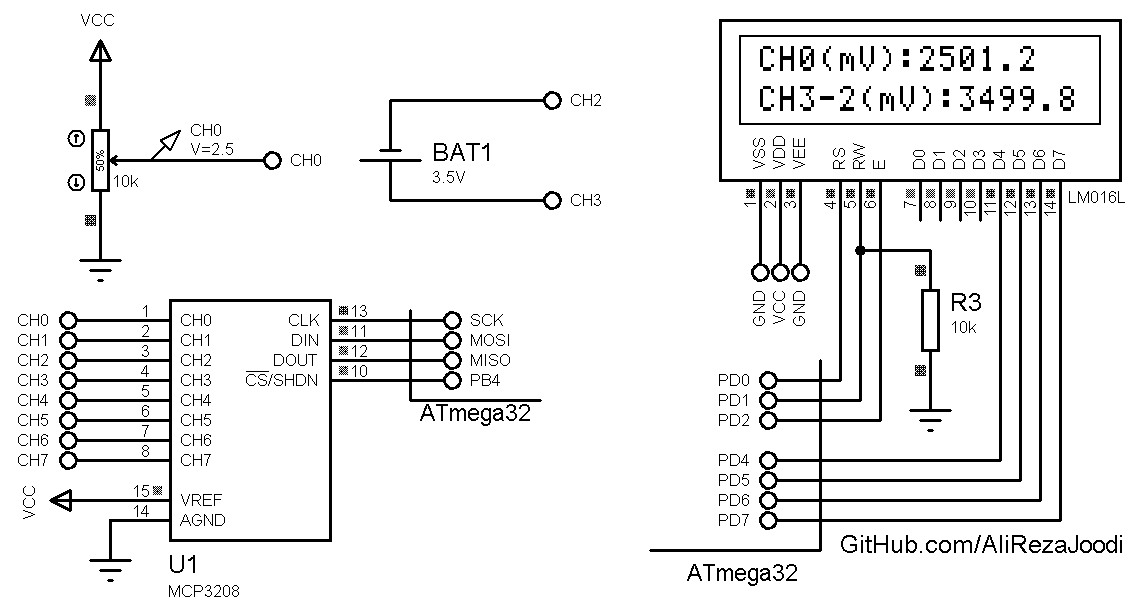 VCC
50%
10k
CH0
V=2.5
CH0
BAT1
3.5V
CH2
CH3
CH0(mV):2501.2
CH3-2(mV):3499.8
VSS VDD VEE RS RW E D0 D1 D2 D3 D4 D5 D6 D7
1 2 3 4 5 6 7 8 9 10 11 12 13 14
LM016L
GND VCC GND
R3
10k
PD0
PD1
PD2
PD4
PD5
PD6
PD7
ATmega32
GitHub.com/AliRezaJoodi
CH0 1 CH0 CLK 13 SCK
CH1 2 CH1 DIN 11 MOSI
CH2 3 CH2 DOUT 12 MISO
CH3 4 CH3 CS/SHDN 10 PB4
CH4 5 CH4
CH5 6 CH5
CH6 7 CH6
CH7 8 CH7
VCC 15 VREF
14 AGND
ATmega32
U1
MCP3208